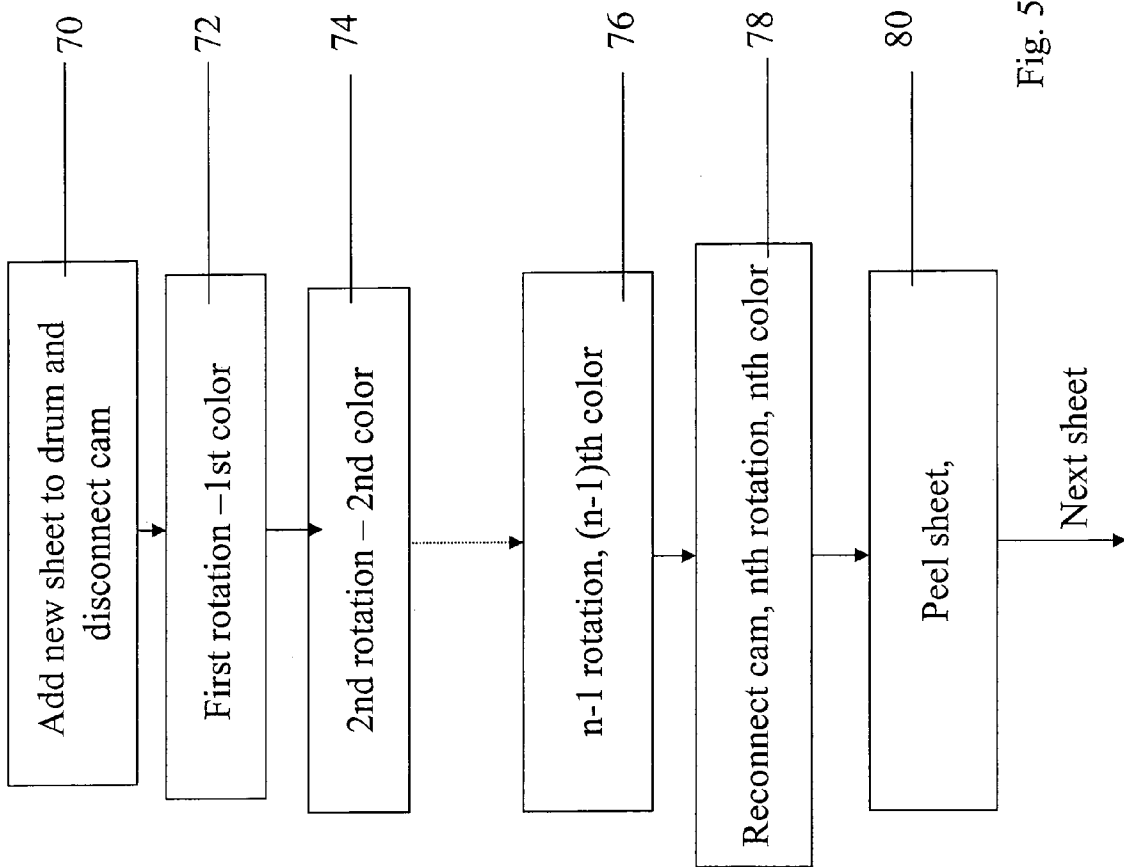 70
Add new sheet to drum and
disconnect cam
72
First rotation –1st color
74
2nd rotation – 2nd color
76
n-1 rotation, (n-1)th color
78
Reconnect cam, nth rotation, nth color
80
Peel sheet,
Next sheet
Fig. 5